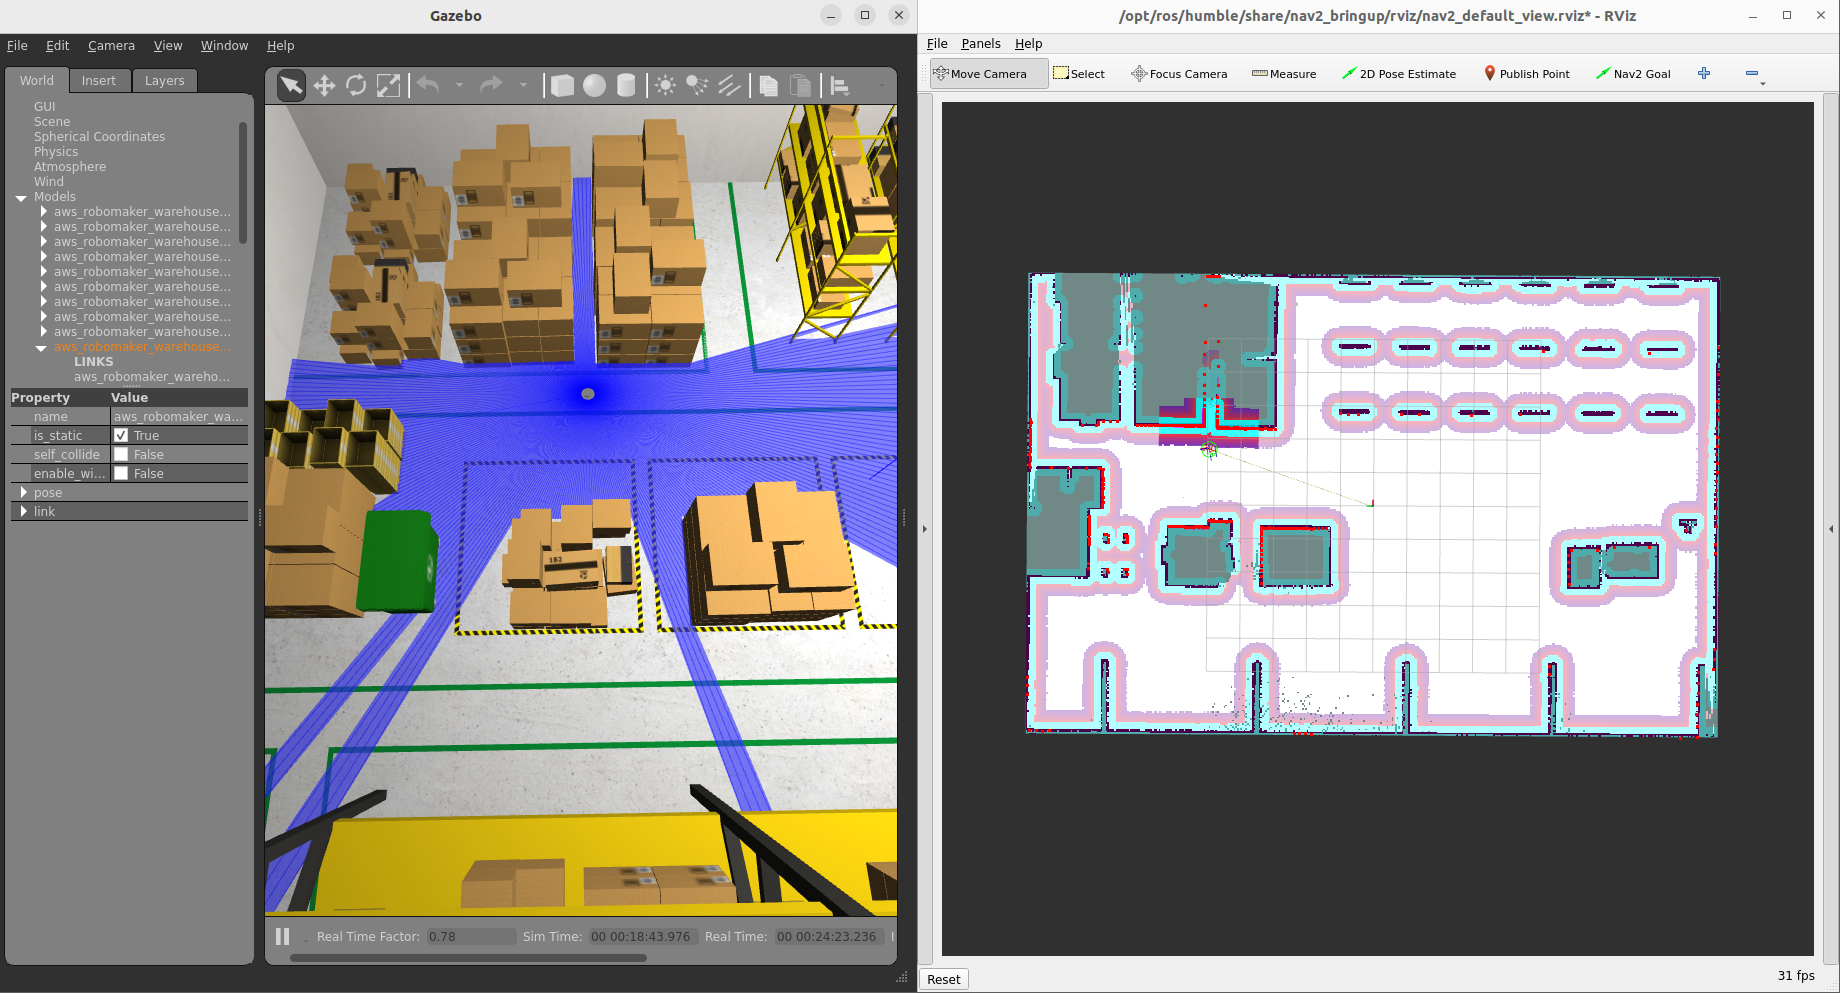 Gazebo
File Edit Camera View Window Help
World Insert Layers
GUI
Scene
Spherical Coordinates
Physics
Atmosphere
Wind
Models
aws_robomaker_warehouse...
aws_robomaker_warehouse...
aws_robomaker_warehouse...
aws_robomaker_warehouse...
aws_robomaker_warehouse...
aws_robomaker_warehouse...
aws_robomaker_warehouse...
aws_robomaker_warehouse...
aws_robomaker_warehouse...
aws_robomaker_warehouse...
LINKS
aws_robomaker_wareho...
Property Value
name aws_robomaker_wa...
is_static True
self_collide False
enable_wi... False
pose
link
Real Time Factor: 0.78 Sim Time: 00 00:18:43.976 Real Time: 00 00:24:23.236
/opt/ros/humble/share/nav2_bringup/rviz/nav2_default_view.rviz* - RViz
File Panels Help
Move Camera Select Focus Camera Measure 2D Pose Estimate Publish Point Nav2 Goal
Reset 31 fps